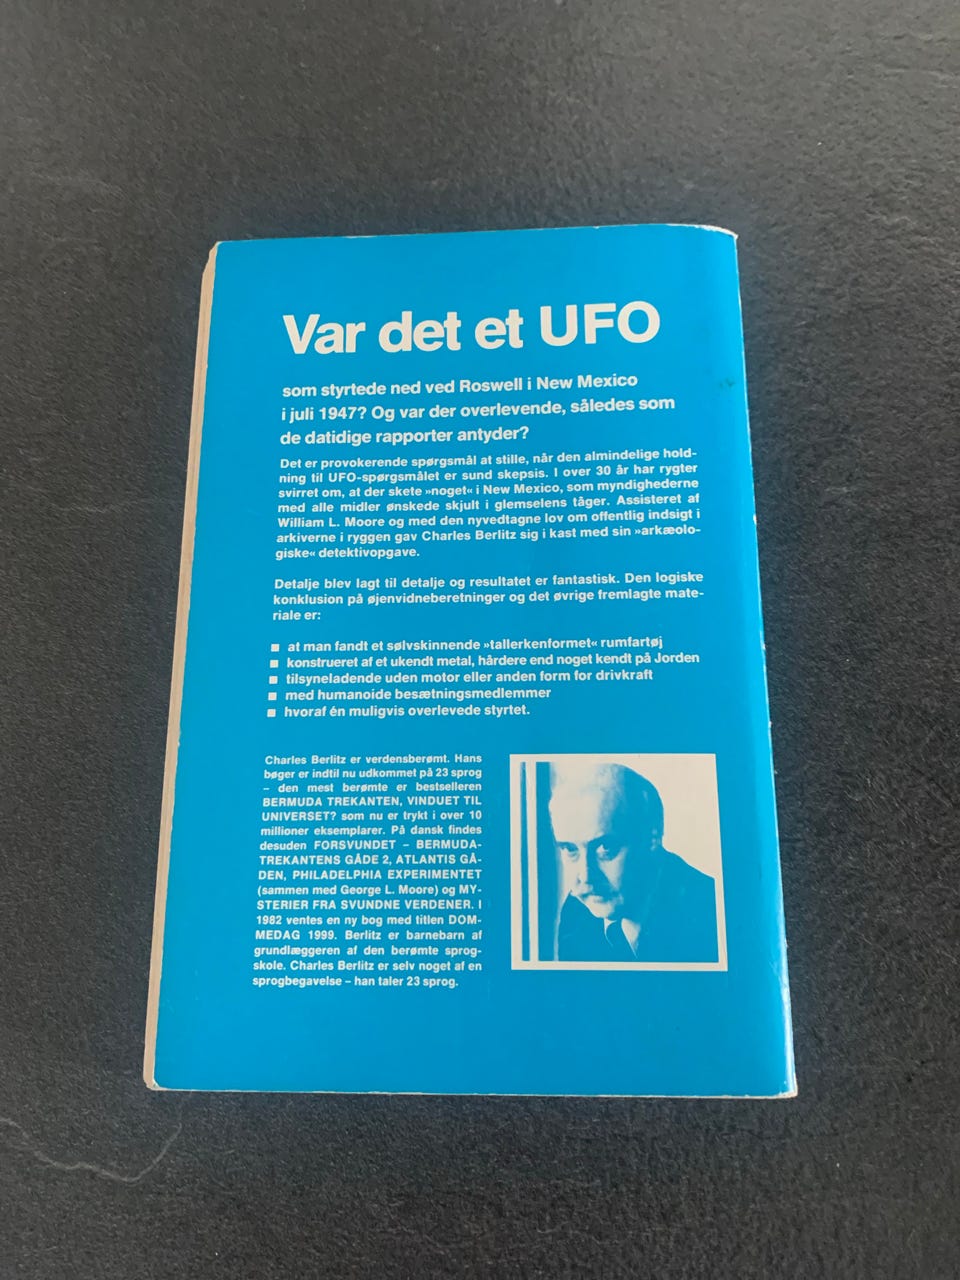 Var det et UFO
som styrtede ned ved Roswell i New Mexico
i juli 1947? Og var der overlevende, således som
de datidige rapporter antyder?
Det er provokerende spørgsmål at stille, når den almindelige hold-
ning til UFO-spørgsmålet er sund skepsis. I over 30 år har rygter
svirret om, at der skete »noget« i New Mexico, som myndighederne
med alle midler ønskede skjult i glemselens tåger. Assisteret af
William L. Moore og med den nyvedtagne lov om offentlig indsigt i
arkiverne i ryggen gav Charles Berlitz sig i kast med sin »arkæolo-
giske« detektivopgave.
Detalje blev lagt til detalje og resultatet er fantastisk. Den logiske
konklusion på øjenvidneberetninger og det øvrige fremlagte mate-
riale er:
■ at man fandt et sølvskinnende »tallerkenformet« rumfartøj
■ konstrueret af et ukendt metal, hårdere end noget kendt på Jorden
■ tilsyneladende uden motor eller anden form for drivkraft
■ med humanoide besætningsmedlemmer
■ hvoraf én muligvis overlevede styrtet.
Charles Berlitz er verdensberømt. Hans
bøger er indtil nu udkommet på 23 sprog
– den mest berømte er bestselleren
BERMUDA TREKANTEN, VINDUET TIL
UNIVERSET? som nu er trykt i over 10
millioner eksemplarer. På dansk findes
desuden FORSVUNDET – BERMUDA-
TREKANTENS GÅDE 2, ATLANTIS GÅ-
DEN, PHILADELPHIA EXPERIMENTET
(sammen med George L. Moore) og MY-
STERIER FRA SVUNDNE VERDENER. I
1982 ventes en ny bog med titlen DOM-
MEDAG 1999. Berlitz er barnebarn af
grundlæggeren af den berømte sprog-
skole. Charles Berlitz er selv noget af en
sprogbegavelse – han taler 23 sprog.